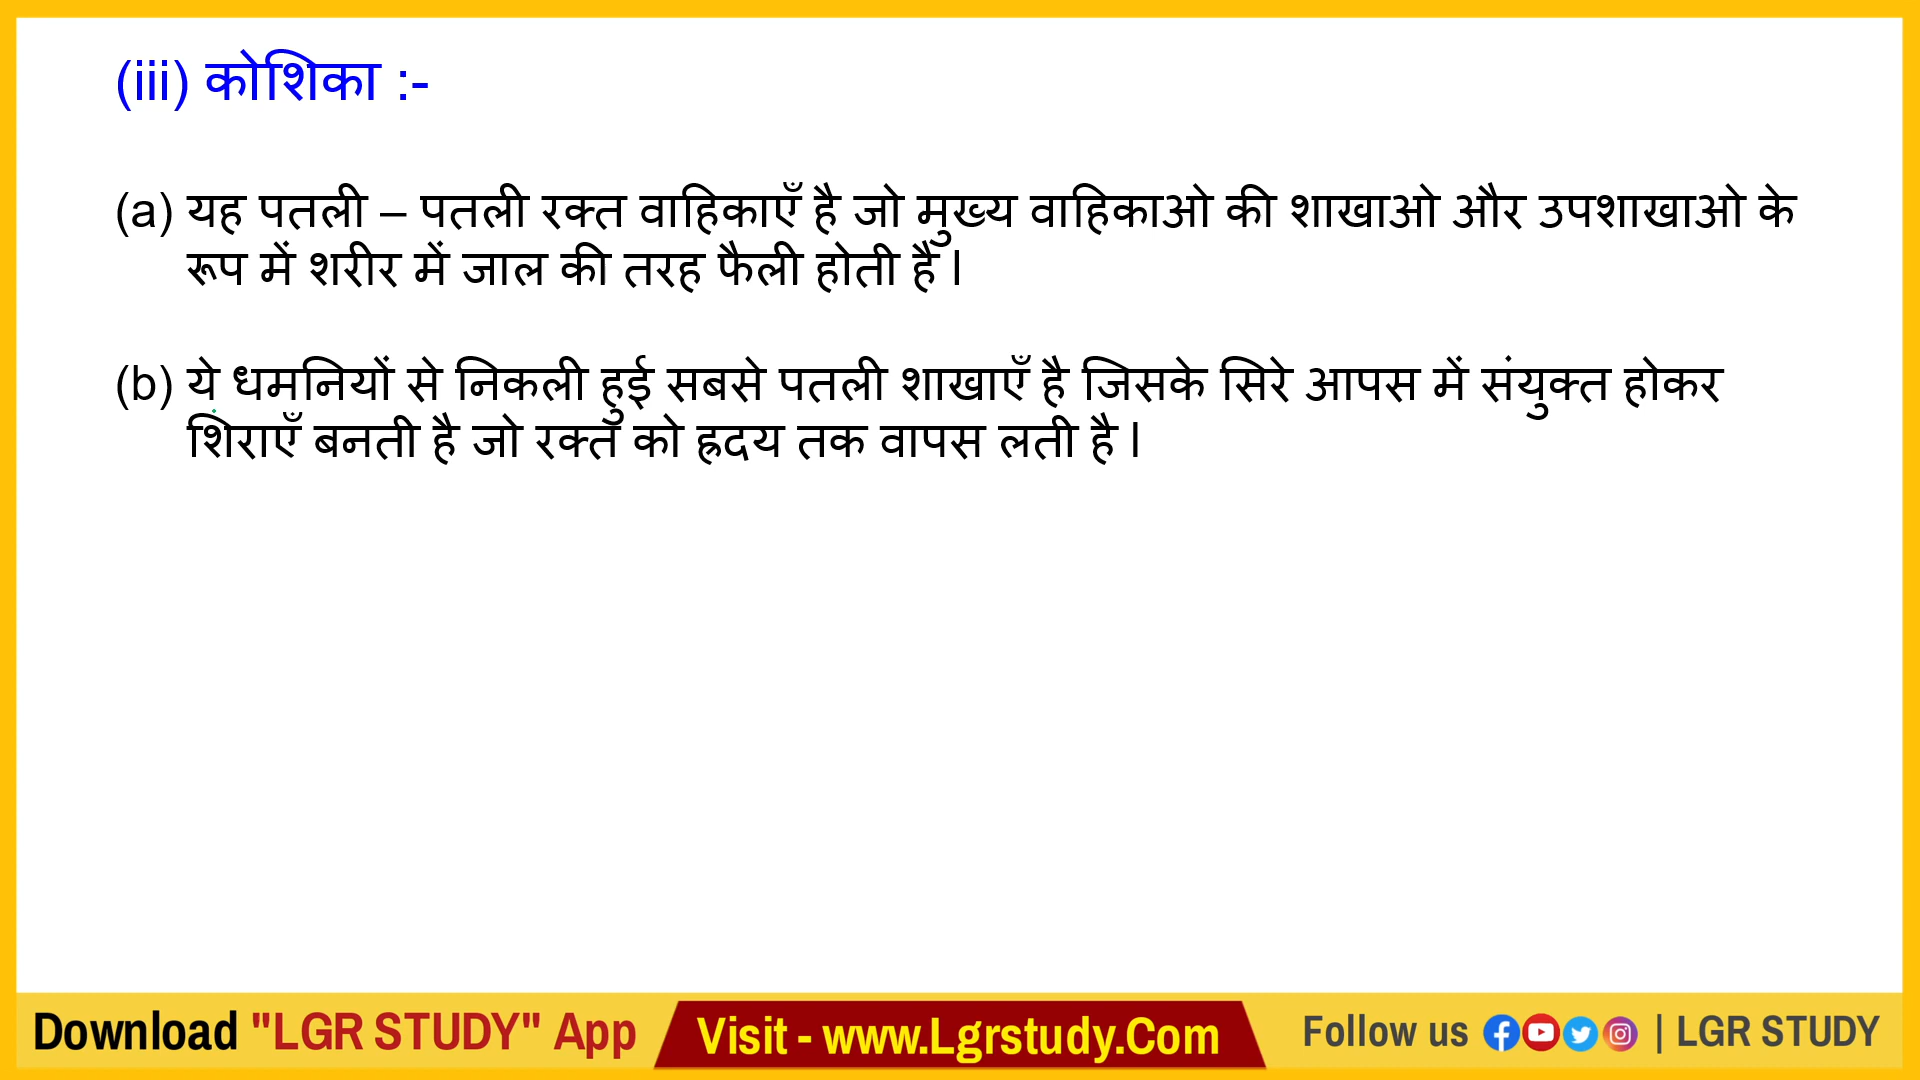 (iii) कोशिका :-
(a) यह पतली – पतली रक्त वाहिकाएँ है जो मुख्य वाहिकाओ की शाखाओ और उपशाखाओ के
रूप में शरीर में जाल की तरह फैली होती है l
(b) ये धमनियों से निकली हुई सबसे पतली शाखाएँ है जिसके सिरे आपस में संयुक्त होकर
शिराएँ बनती है जो रक्त को ह्रदय तक वापस लती है l
Download "LGR STUDY" App Visit - www.Lgrstudy.Com Follow us | LGR STUDY